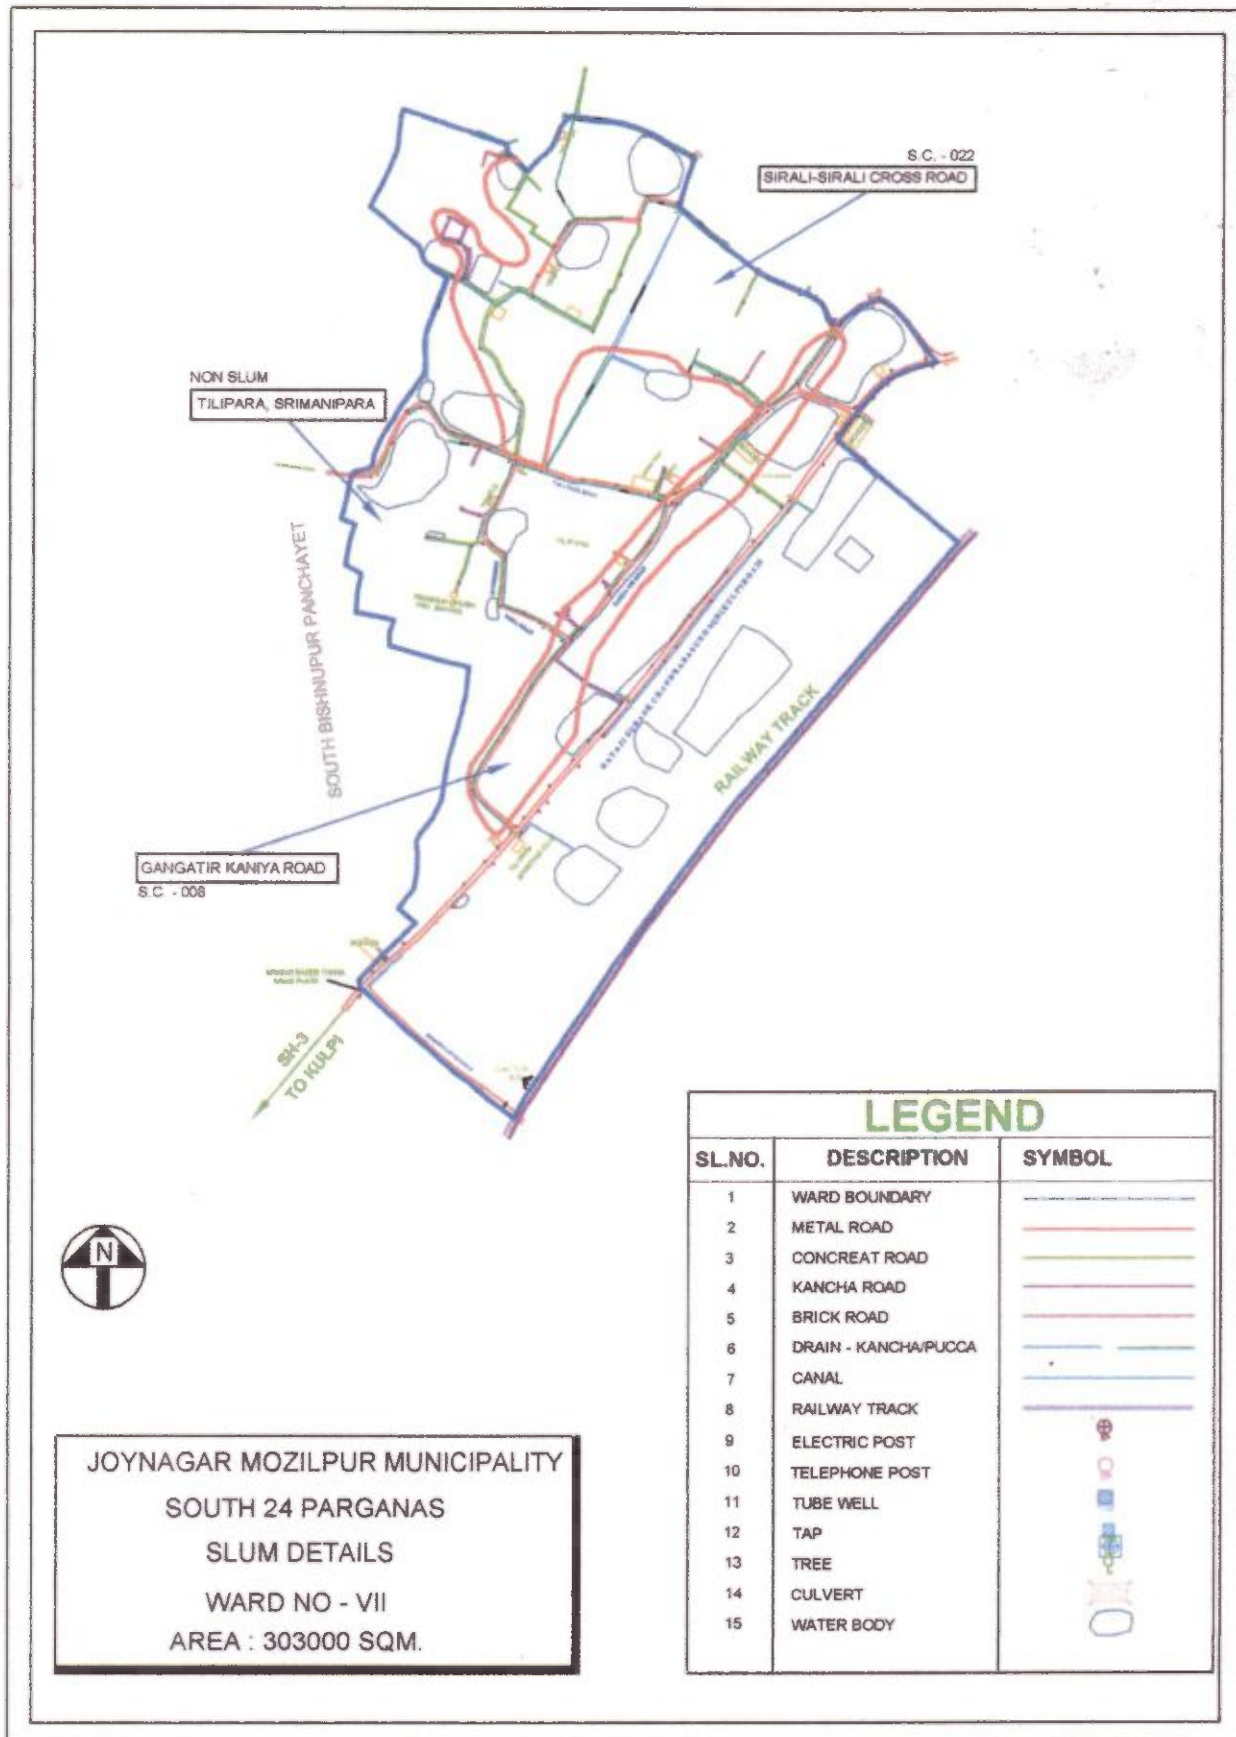 S.C. - 022
SIRALI-SIRALI CROSS ROAD
NON SLUM
TILIPARA, SRIMANIPARA
SOUTH BISHNUPUR PANCHAYET
RAILWAY TRACK
GANGATIR KANIYA ROAD
S.C. - 008
SH-3
TO KULPI
LEGEND
SL.NO. DESCRIPTION SYMBOL
1 WARD BOUNDARY
2 METAL ROAD
3 CONCREAT ROAD
4 KANCHA ROAD
5 BRICK ROAD
6 DRAIN - KANCHA/PUCCA
7 CANAL
8 RAILWAY TRACK
9 ELECTRIC POST
10 TELEPHONE POST
11 TUBE WELL
12 TAP
13 TREE
14 CULVERT
15 WATER BODY
N
JOYNAGAR MOZILPUR MUNICIPALITY
SOUTH 24 PARGANAS
SLUM DETAILS
WARD NO - VII
AREA : 303000 SQM.